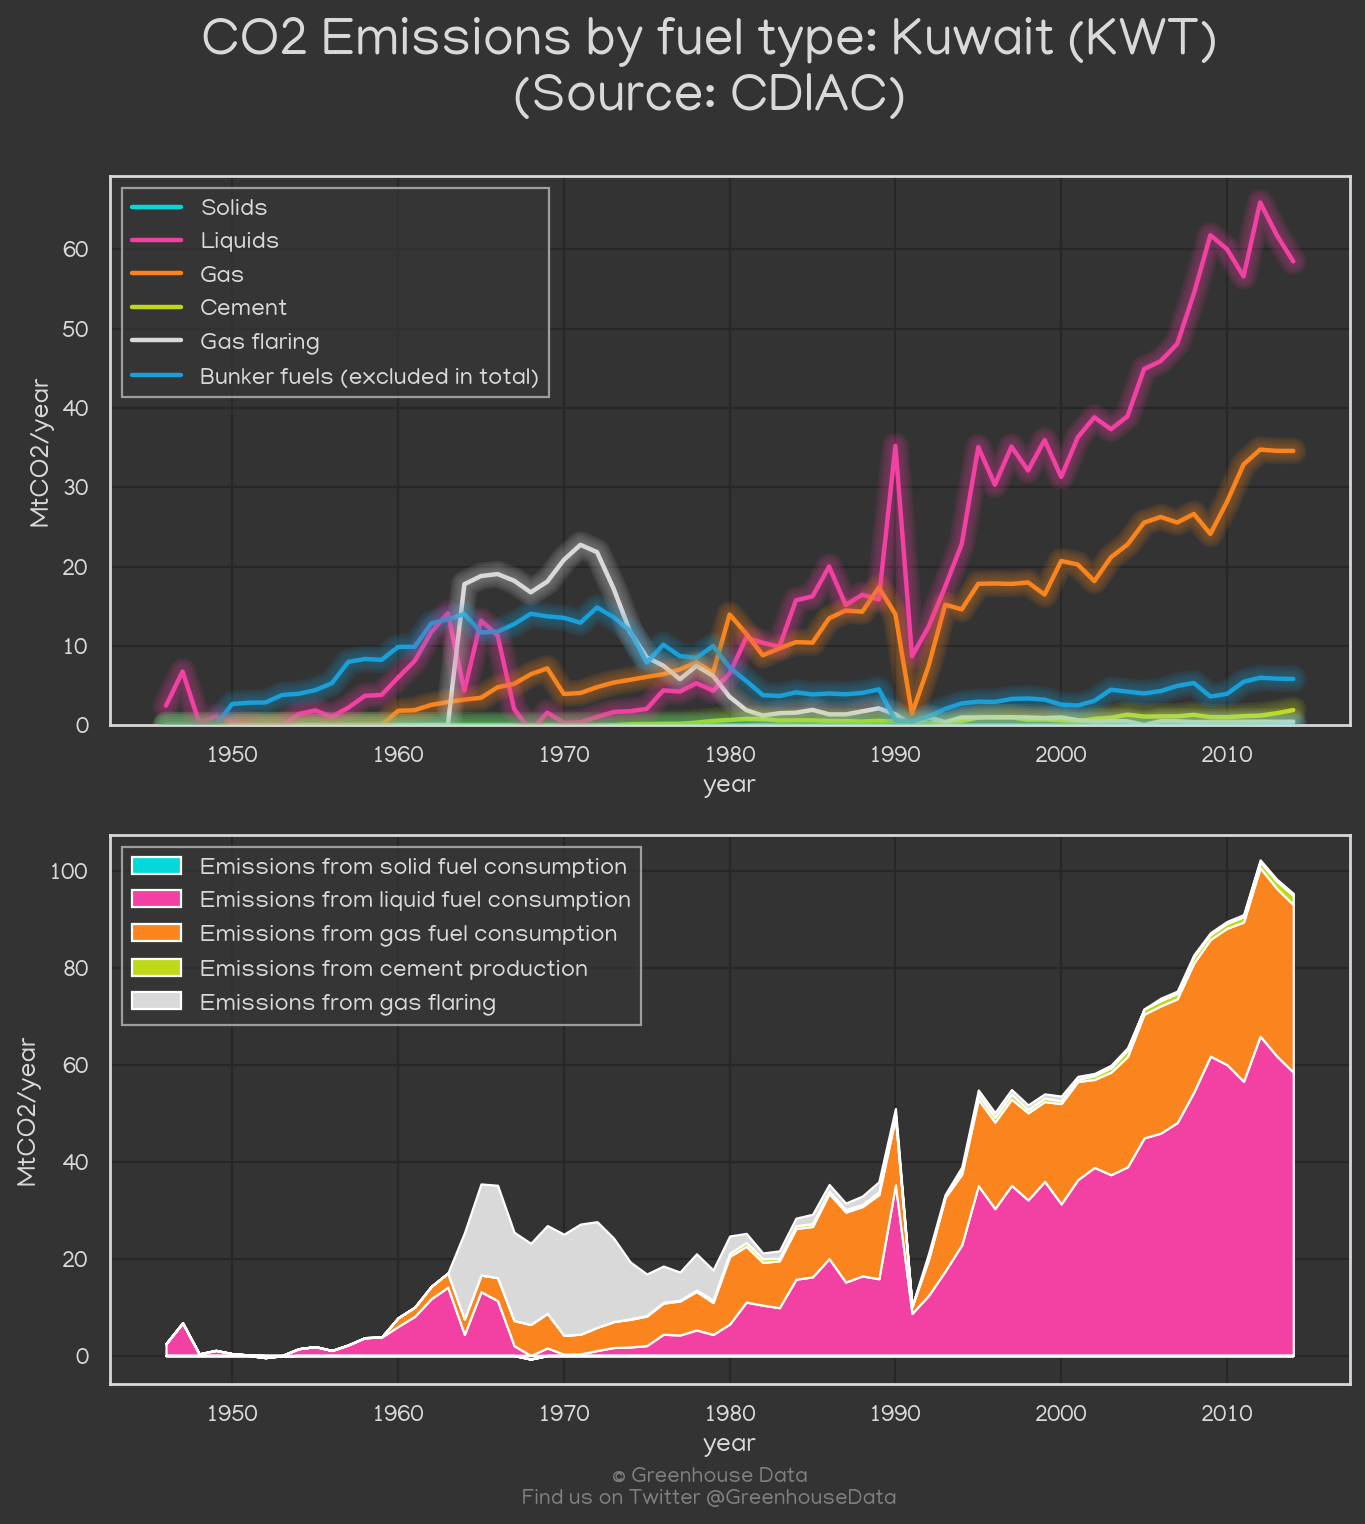 CO2 Emissions by fuel type: Kuwait (KWT)
(Source: CDIAC)
Solids
Liquids
Gas
Cement
Gas flaring
Bunker fuels (excluded in total)
MtCO2/year
60
50
40
30
20
10
0
1950 1960 1970 1980 1990 2000 2010
year
Emissions from solid fuel consumption
Emissions from liquid fuel consumption
Emissions from gas fuel consumption
Emissions from cement production
Emissions from gas flaring
MtCO2/year
100
80
60
40
20
0
1950 1960 1970 1980 1990 2000 2010
year
© Greenhouse Data
Find us on Twitter @GreenhouseData